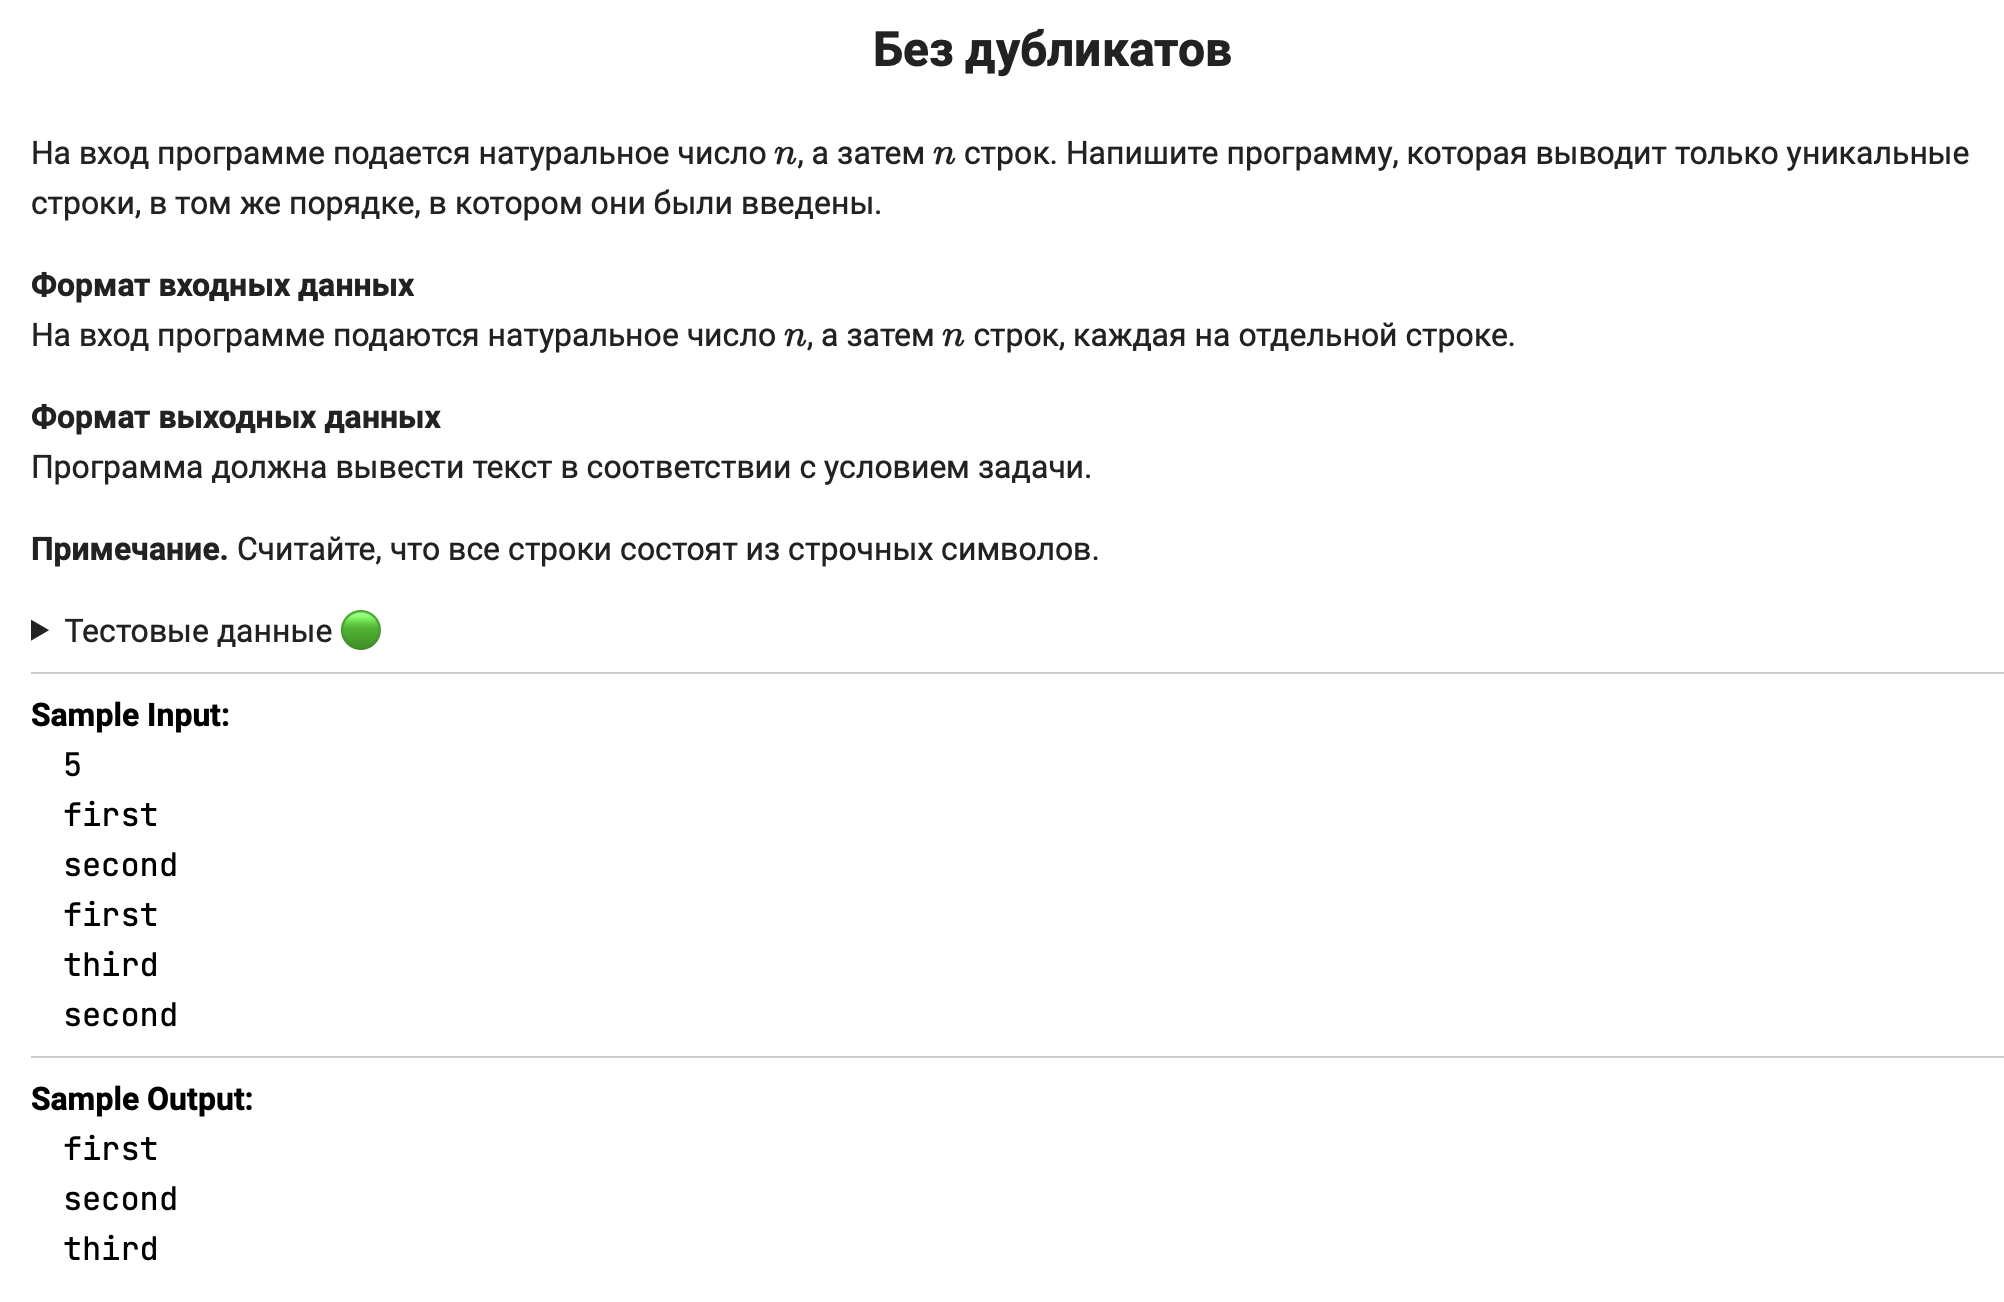 Без дубликатов
На вход программе подается натуральное число n, а затем n строк. Напишите программу, которая выводит только уникальные
строки, в том же порядке, в котором они были введены.
Формат входных данных
На вход программе подаются натуральное число n, а затем n строк, каждая на отдельной строке.
Формат выходных данных
Программа должна вывести текст в соответствии с условием задачи.
Примечание. Считайте, что все строки состоят из строчных символов.
Тестовые данные
Sample Input:
5
first
second
first
third
second
Sample Output:
first
second
third